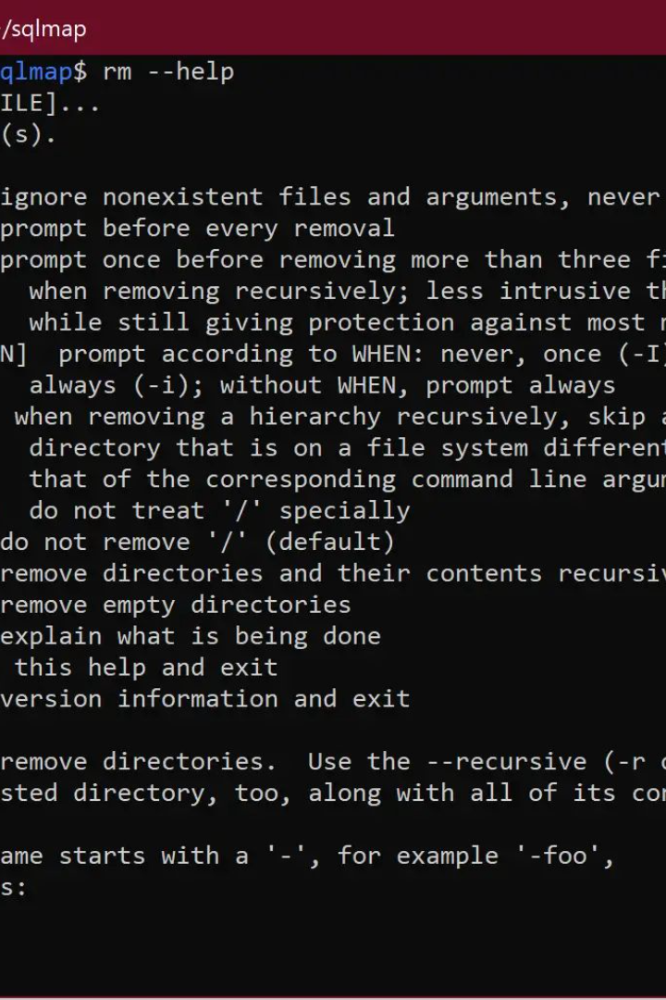 /sqlmap
qlmap$ rm --help
ILE]...
(s).
ignore nonexistent files and arguments, never
prompt before every removal
prompt once before removing more than three fi
when removing recursively; less intrusive th
while still giving protection against most
N]  prompt according to WHEN: never, once (-I)
always (-i); without WHEN, prompt always
when removing a hierarchy recursively, skip a
directory that is on a file system different
that of the corresponding command line argu
do not treat '/' specially
do not remove '/' (default)
remove directories and their contents recursiv
remove empty directories
explain what is being done
this help and exit
version information and exit
remove directories.  Use the --recursive (-r o
sted directory, too, along with all of its con
ame starts with a '-', for example '-foo',
s: